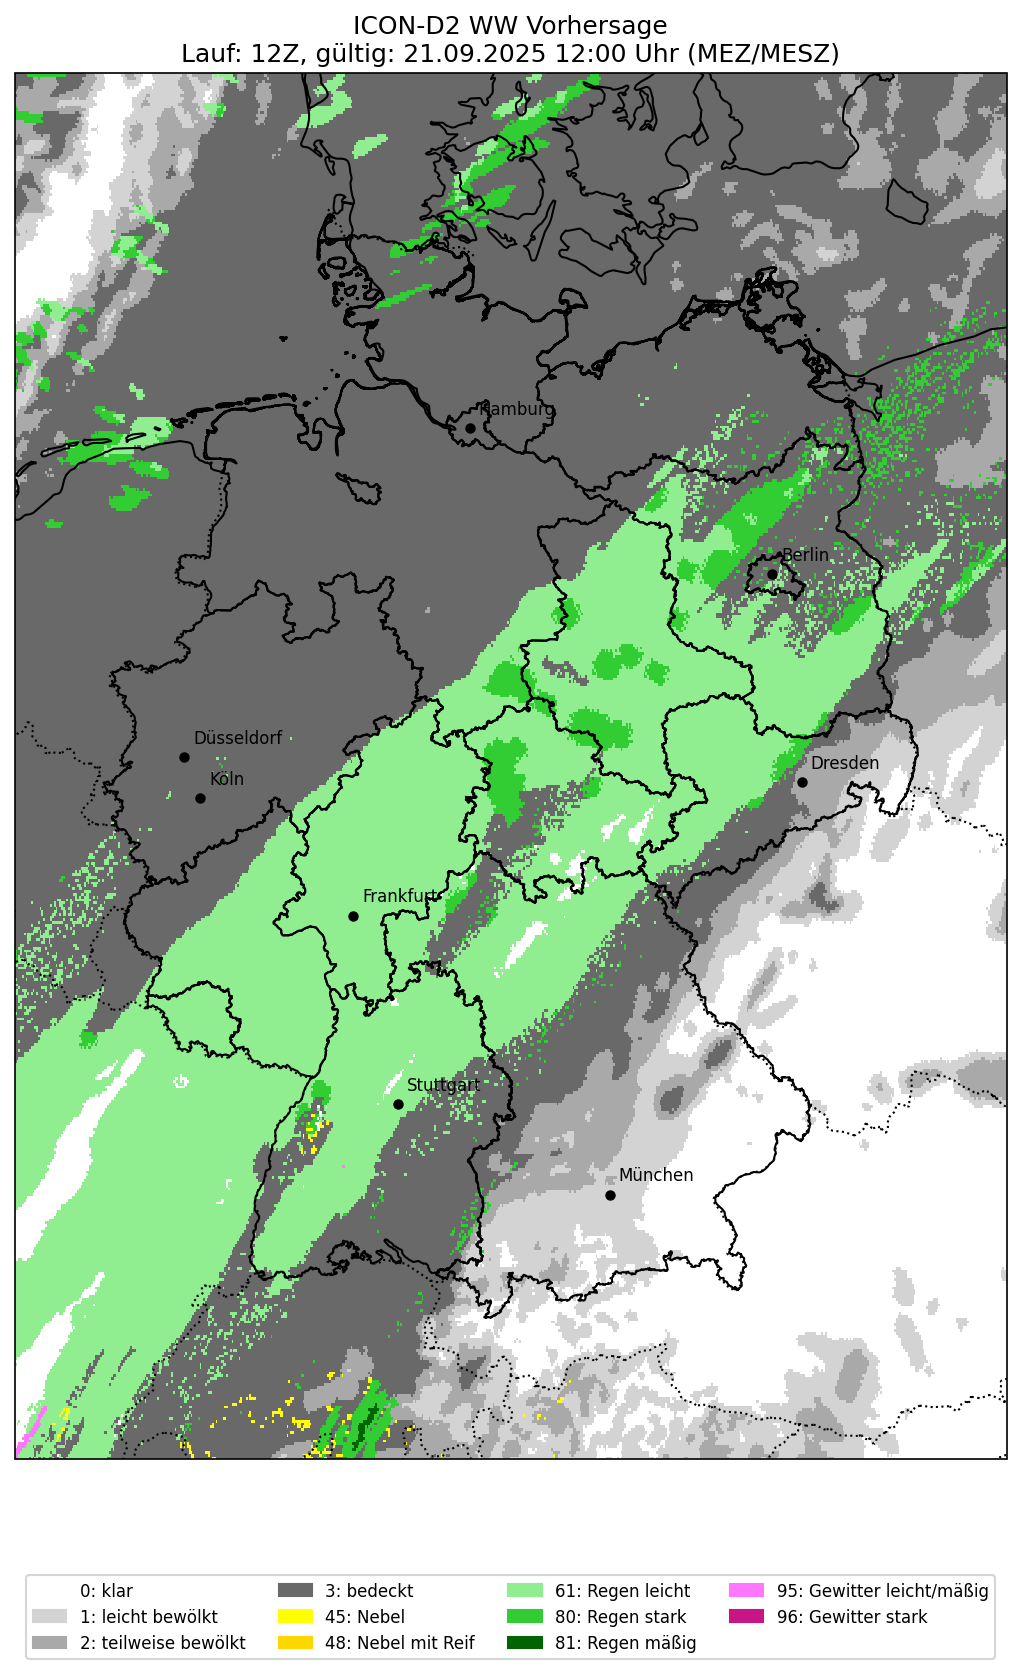 ICON-D2 WW Vorhersage
Lauf: 12Z, gültig: 21.09.2025 12:00 Uhr (MEZ/MESZ)
Hamburg
Berlin
Düsseldorf
Dresden
Köln
Frankfurt
Stuttgart
München
0: klar
1: leicht bewölkt
2: teilweise bewölkt
3: bedeckt
45: Nebel
48: Nebel mit Reif
61: Regen leicht
80: Regen stark
81: Regen mäßig
95: Gewitter leicht/mäßig
96: Gewitter stark